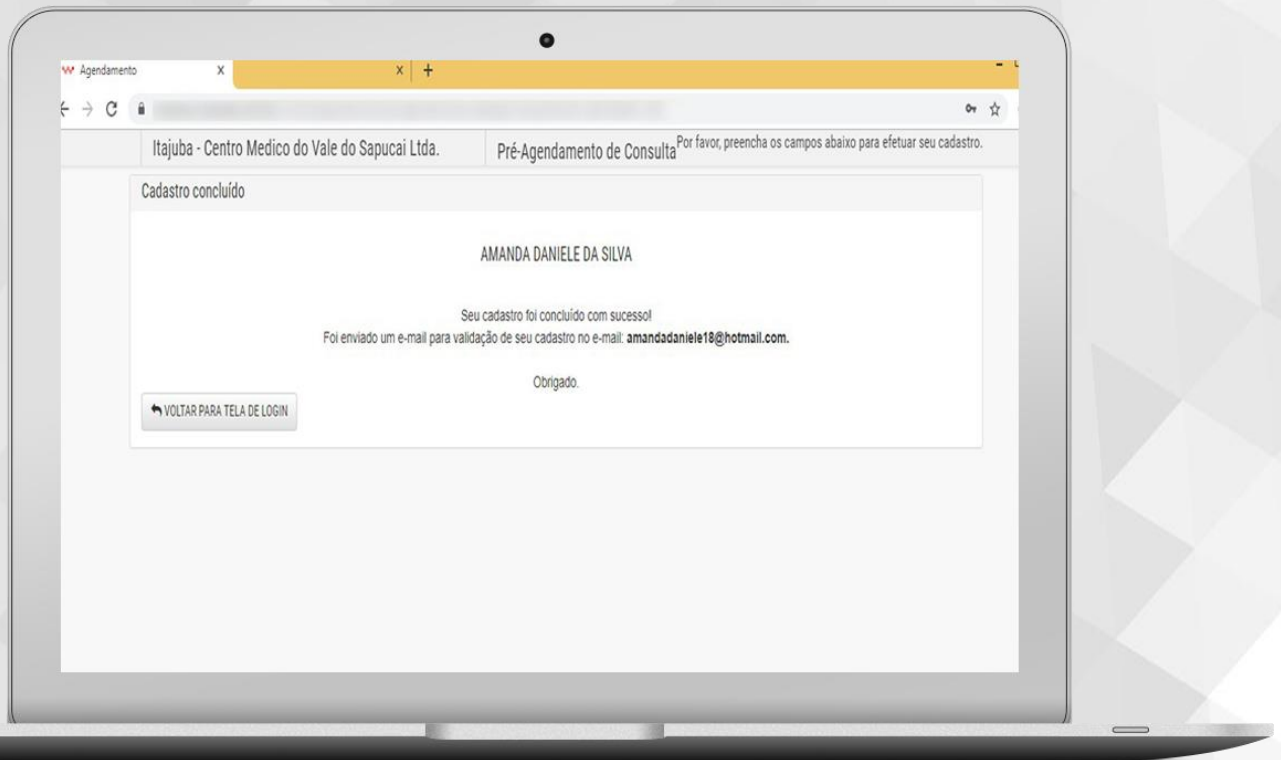 Agendamento
Itajuba - Centro Medico do Vale do Sapucai Ltda.
Pré-Agendamento de Consulta
Por favor, preencha os campos abaixo para efetuar seu cadastro.
Cadastro concluído
AMANDA DANIELE DA SILVA
Seu cadastro foi concluído com sucesso!
Foi enviado um e-mail para validação de seu cadastro no e-mail: amandadaniele18@hotmail.com.
Obrigado.
VOLTAR PARA TELA DE LOGIN